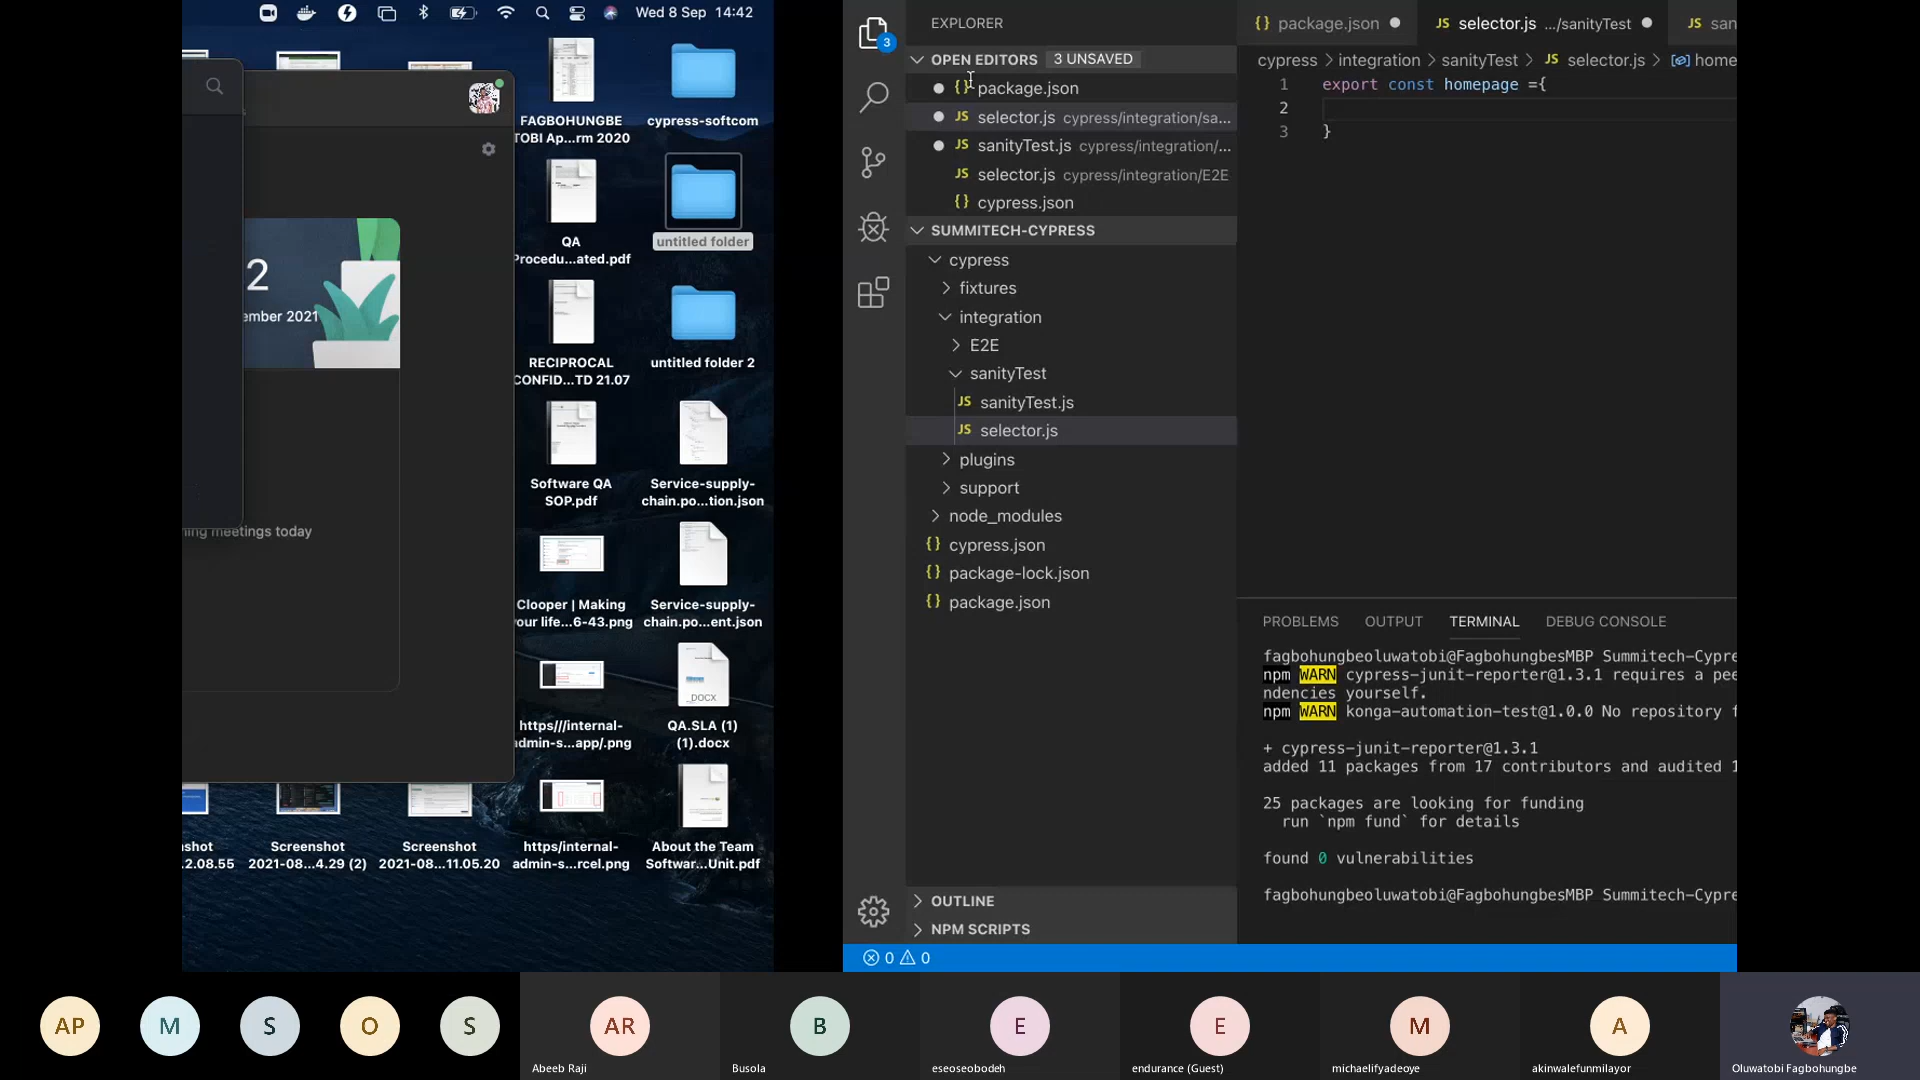 Wed 8 Sep 14:42
2
ember 2021
ning meetings today
FAGBOHUNGBE
TOBI Ap...rm 2020
cypress-softcom
QA
Procedu...ated.pdf
untitled folder
RECIPROCAL
CONFID...TD 21.07
untitled folder 2
Software QA
SOP.pdf
Service-supply-
chain.po...tion.json
Clooper | Making
your life...6-43.png
Service-supply-
chain.po...ent.json
DOCX
https///internal-
admin-s...app/.png
QA.SLA (1)
(1).docx
shot
.2.08.55
Screenshot
2021-08...4.29 (2)
Screenshot
2021-08...11.05.20
https/internal-
admin-s...rcel.png
About the Team
Softwar...Unit.pdf
3
EXPLORER
OPEN EDITORS 3 UNSAVED
{} package.json
JS selector.js cypress/integration/sa...
JS sanityTest.js cypress/integration/...
JS selector.js cypress/integration/E2E
{} cypress.json
SUMMITECH-CYPRESS
cypress
fixtures
integration
E2E
sanityTest
JS sanityTest.js
JS selector.js
plugins
support
node_modules
{} cypress.json
{} package-lock.json
{} package.json
OUTLINE
NPM SCRIPTS
0 0
{} package.json JS selector.js .../sanityTest JS san
cypress > integration > sanityTest > JS selector.js > home
1 export const homepage ={
2
3 }
PROBLEMS OUTPUT TERMINAL DEBUG CONSOLE
fagbohungbeoluwatobi@FagbohungbesMBP Summitech-Cypre
npm WARN cypress-junit-reporter@1.3.1 requires a pee
ndencies yourself.
npm WARN konga-automation-test@1.0.0 No repository f
+ cypress-junit-reporter@1.3.1
added 11 packages from 17 contributors and audited 1
25 packages are looking for funding
run `npm fund` for details
found 0 vulnerabilities
fagbohungbeoluwatobi@FagbohungbesMBP Summitech-Cypre
AP M S O S AR B E E M A
Abeeb Raji Busola eseoseobodeh endurance (Guest) michaelifyadeoye akinwalefunmilayor Oluwatobi Fagbohungbe